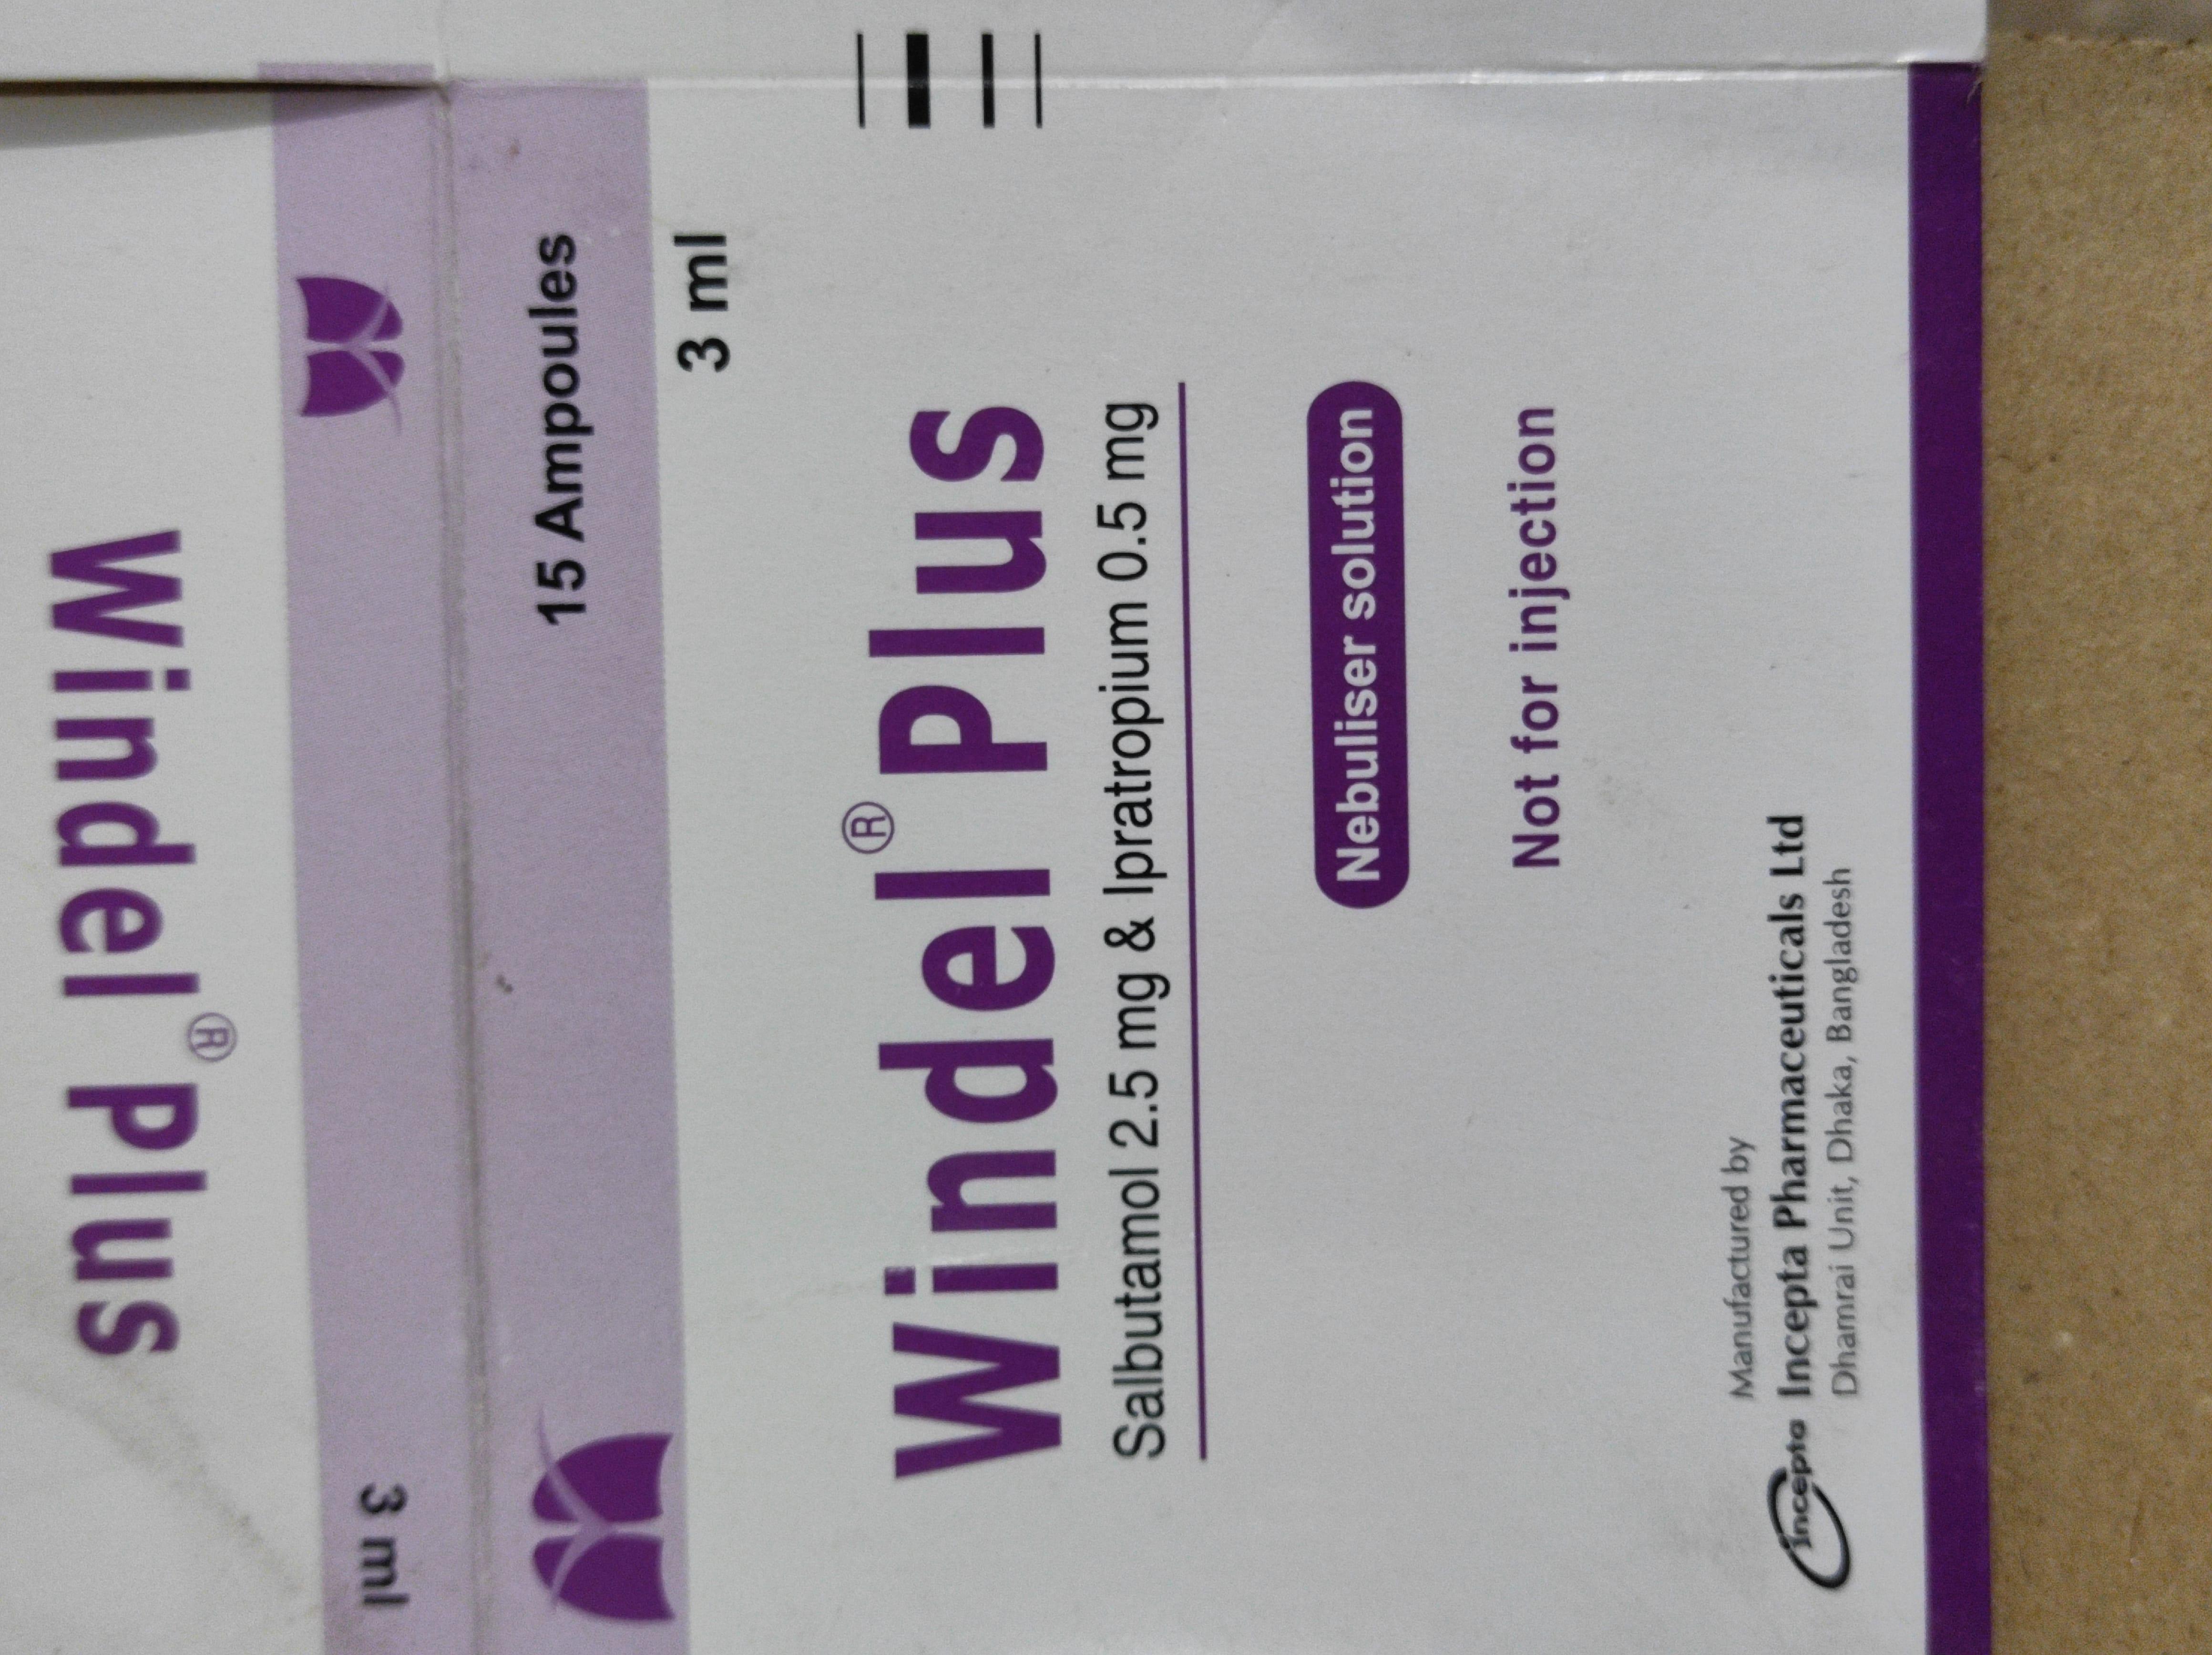 Windel® Plus
3 ml
15 Ampoules
3 ml
Windel® Plus
Salbutamol 2.5 mg & Ipratropium 0.5 mg
Nebuliser solution
Not for injection
Manufactured by
incepta Incepta Pharmaceuticals Ltd
Dhamrai Unit, Dhaka, Bangladesh